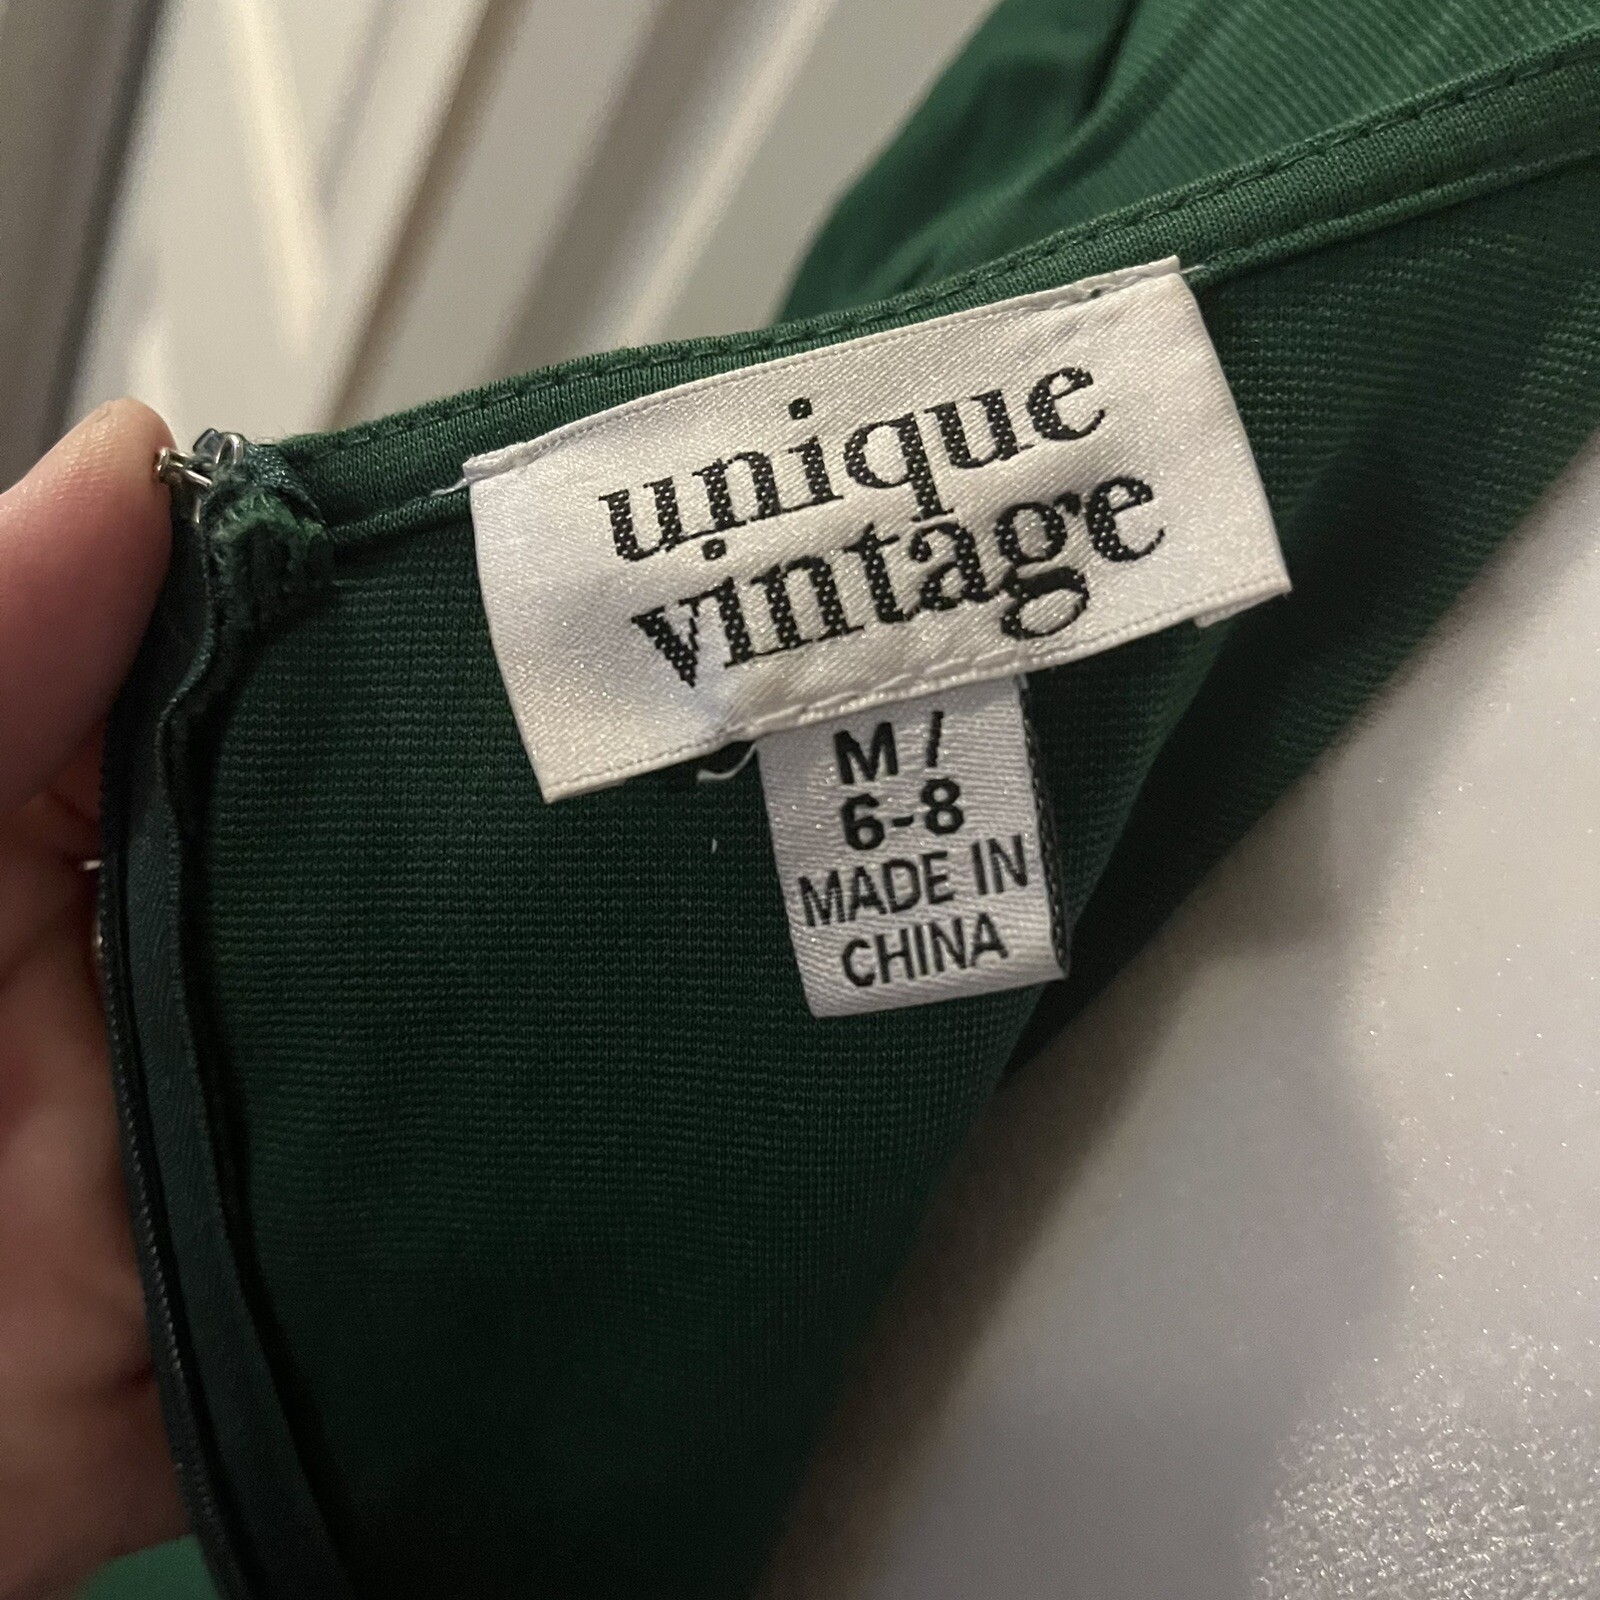 unique
vintage
M /
6-8
MADE IN
CHINA